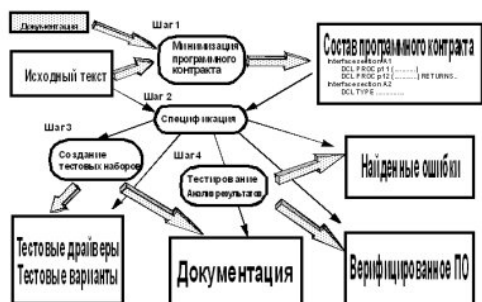 Документация
Шаг 1
Минимизация
программного
контракта
Состав программного контракта
Interface section A1
DCL PROC p11 (...........)
DCL PROC p12 (...........) RETURNS..
Interface section A2
DCL TYPE ..............
Исходный текст
Шаг 2
Спецификация
Шаг3
Создание
тестовых наборов
Шаг4
Тестирование
Анализ результатов
Найденные ошибки
Тестовые драйверы
Тестовые варианты
Документация
Верифицированное ПО